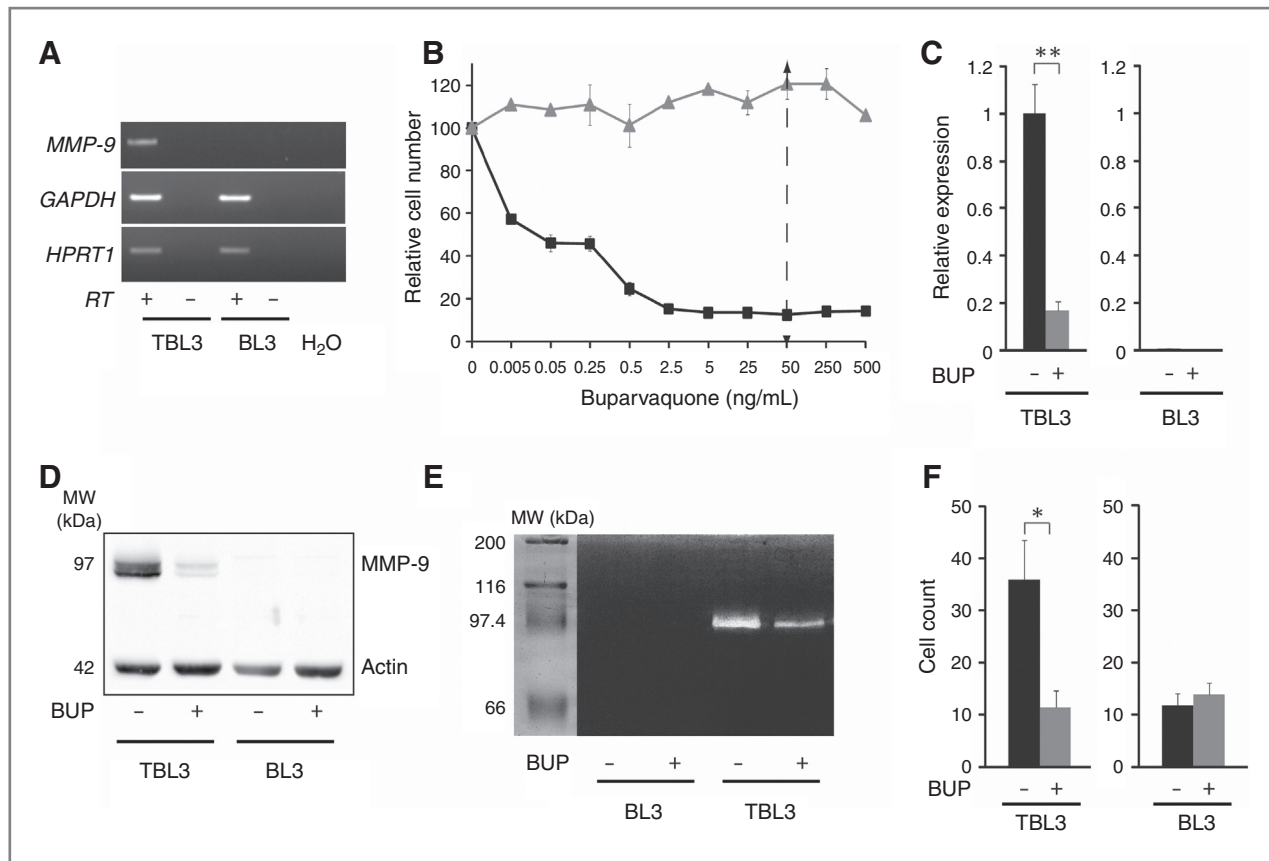 A
MMP-9
GAPDH
HPRT1
RT + – + –
TBL3 BL3 H2O
B
Relative cell number
120
100
80
60
40
20
0
0 0.005 0.05 0.25 0.5 2.5 5 25 50 250 500
Buparvaquone (ng/mL)
C
Relative expression
**
1.2
1
0.8
0.6
0.4
0.2
0
1.2
1
0.8
0.6
0.4
0.2
0
BUP – + – +
TBL3 BL3
D
MW
(kDa)
97 MMP-9
42 Actin
BUP – + – +
TBL3 BL3
E
MW (kDa)
200
116
97.4
66
BUP – + – +
BL3 TBL3
F
Cell count
*
50
40
30
20
10
0
50
40
30
20
10
0
BUP – + – +
TBL3 BL3